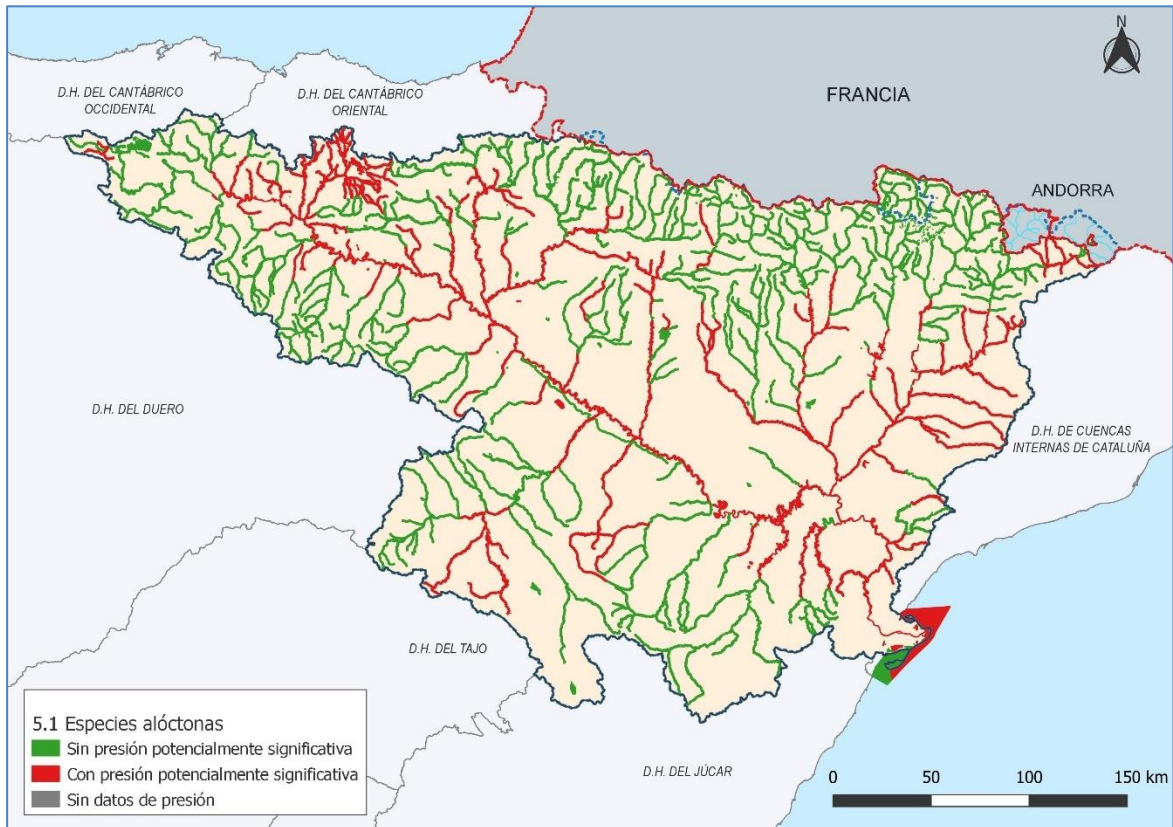 N
D.H. DEL CANTÁBRICO
OCCIDENTAL
D.H. DEL CANTÁBRICO
ORIENTAL
FRANCIA
ANDORRA
D.H. DEL DUERO
D.H. DE CUENCAS
INTERNAS DE CATALUÑA
D.H. DEL TAJO
D.H. DEL JÚCAR
5.1 Especies alóctonas
Sin presión potencialmente significativa
Con presión potencialmente significativa
Sin datos de presión
0 50 100 150 km